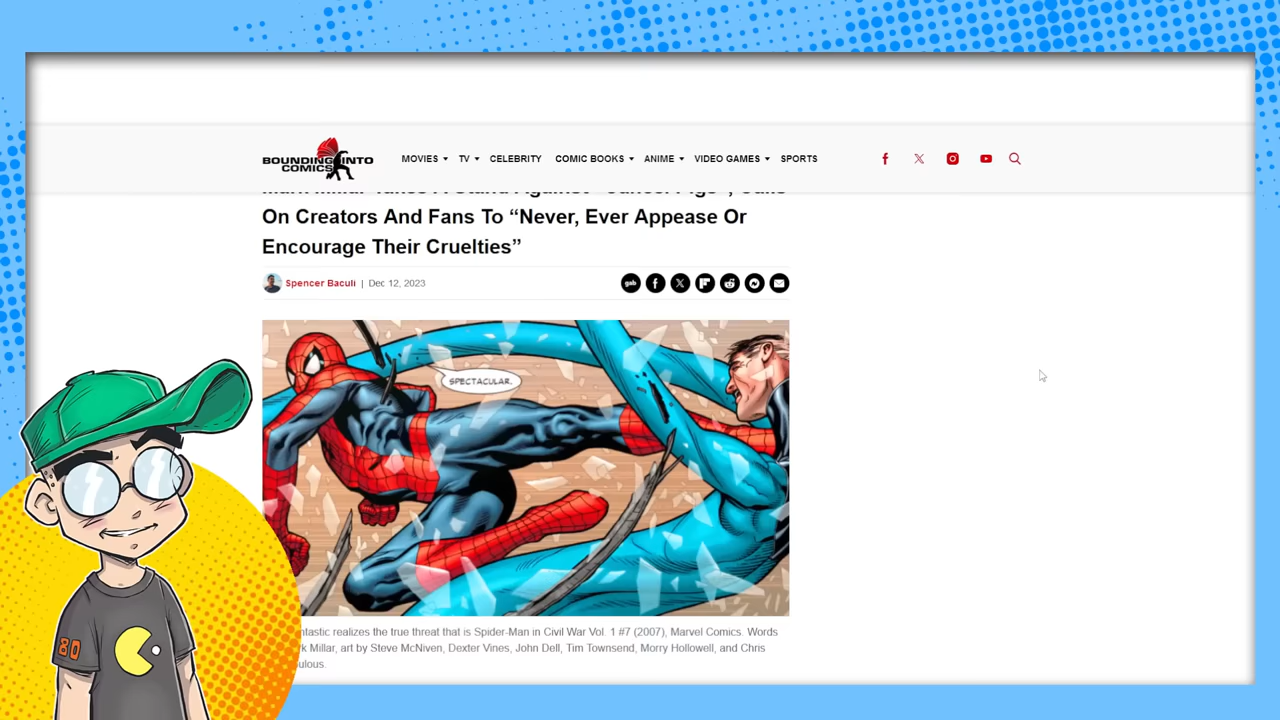 BOUNDING INTO
COMICS
MOVIES TV CELEBRITY COMIC BOOKS ANIME VIDEO GAMES SPORTS
On Creators And Fans To “Never, Ever Appease Or
Encourage Their Cruelties”
Spencer Baculi | Dec 12, 2023
gab
SPECTACULAR.
realizes the true threat that is Spider-Man in Civil War Vol. 1 #7 (2007), Marvel Comics. Words
Millar, art by Steve McNiven, Dexter Vines, John Dell, Tim Townsend, Morry Hollowell, and Chris
80